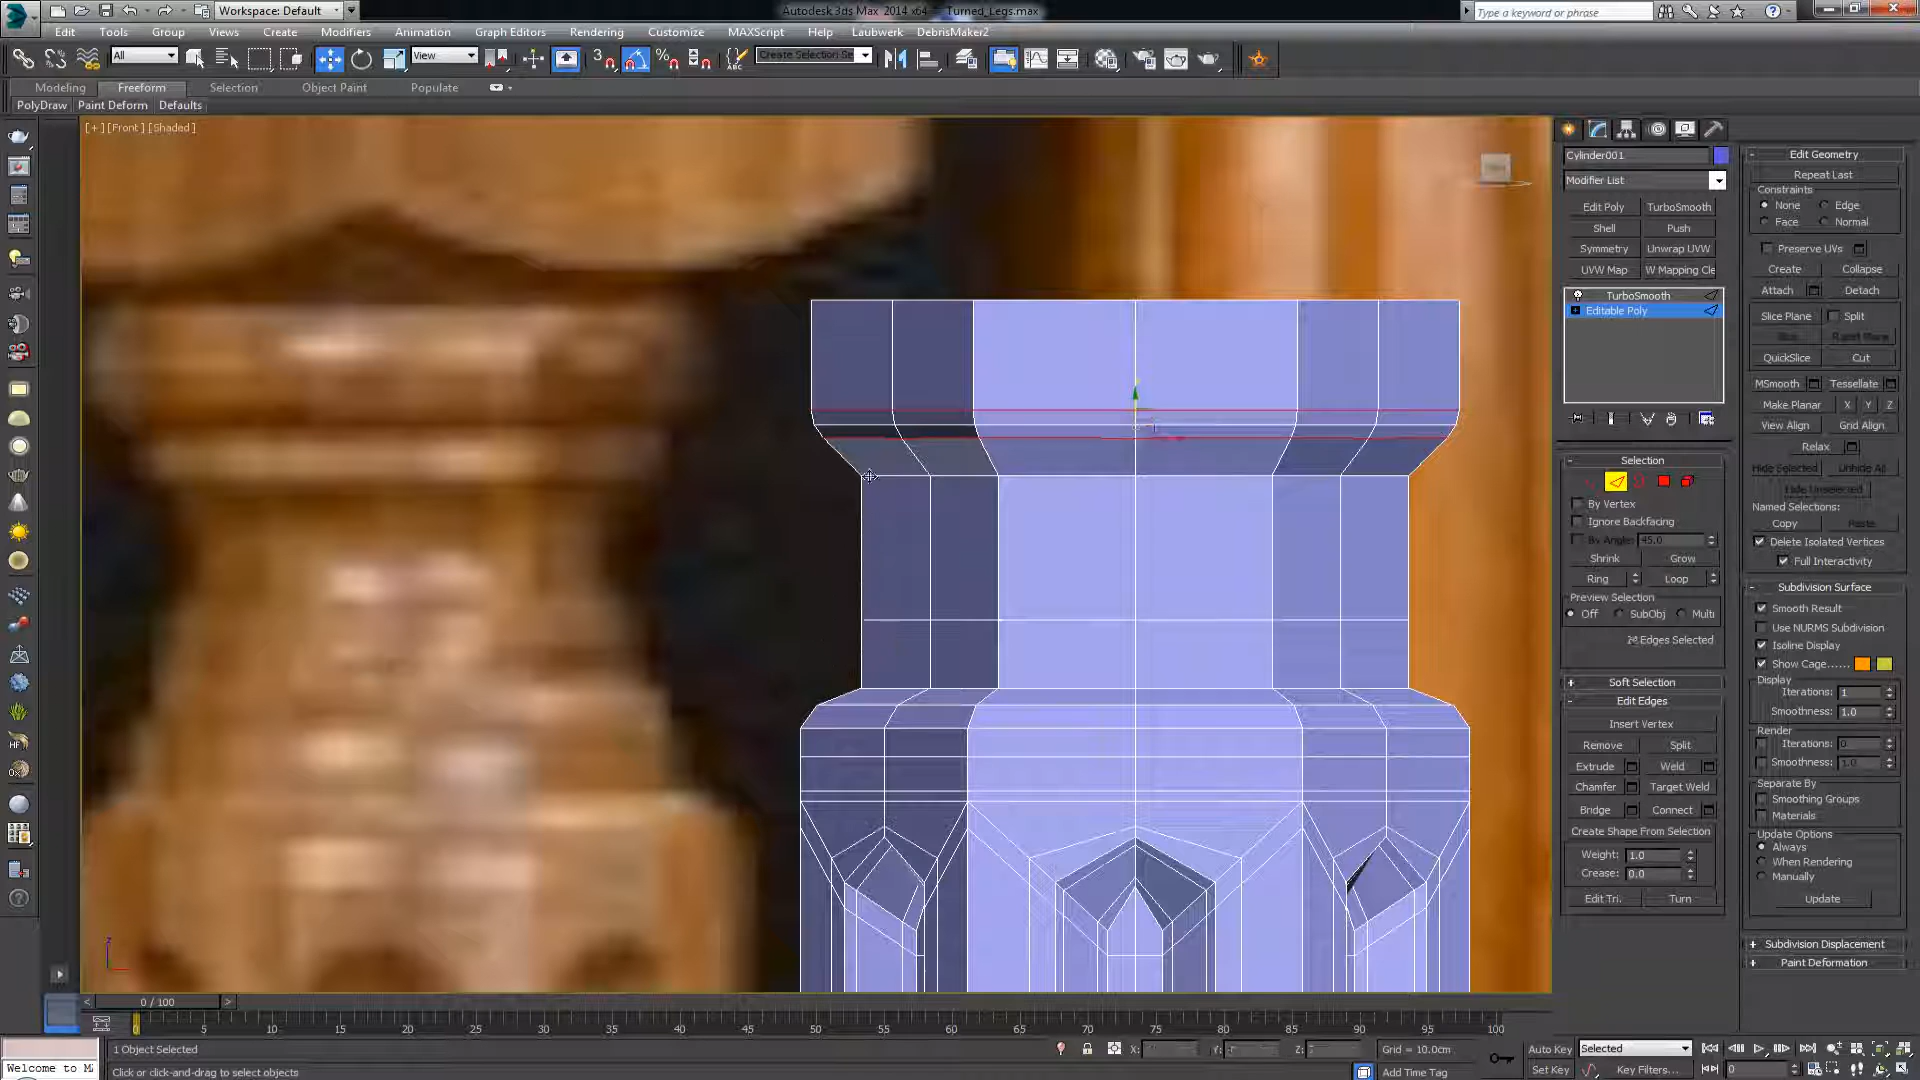 Workspace: Default
Autodesk 3ds Max 2014 x64
Turned_Legs.max
Type a keyword or phrase
Edit Tools Group Views Create Modifiers Animation Graph Editors Rendering Customize MAXScript Help Laubwerk DebrisMaker2
All View Create Selection Se
Modeling Freeform Selection Object Paint Populate
PolyDraw Paint Deform Defaults
[+] [Front] [Shaded]
Cylinder001
Modifier List
Edit Poly TurboSmooth
Shell Push
Symmetry Unwrap UVW
UVW Map W Mapping Cle
TurboSmooth
Editable Poly
Selection
By Vertex
Ignore Backfacing
By Angle: 45.0
Shrink Grow
Ring Loop
Preview Selection
Off SubObj Multi
Edges Selected
Soft Selection
Edit Edges
Insert Vertex
Remove Split
Extrude Weld
Chamfer Target Weld
Bridge Connect
Create Shape From Selection
Weight: 1.0
Crease: 0.0
Edit Tri. Turn
Edit Geometry
Repeat Last
Constraints
None Edge
Face Normal
Preserve UVs
Create Collapse
Attach Detach
Slice Plane Split
QuickSlice Cut
MSmooth Tessellate
Make Planar X Y Z
View Align Grid Align
Relax
Hide Selected Unhide All
Hide Unselected
Named Selections:
Copy Paste
Delete Isolated Vertices
Full Interactivity
Subdivision Surface
Smooth Result
Use NURMS Subdivision
Isoline Display
Show Cage......
Display
Iterations: 1
Smoothness: 1.0
Render
Iterations: 0
Smoothness: 1.0
Separate By
Smoothing Groups
Materials
Update Options
Always
When Rendering
Manually
Update
Subdivision Displacement
Paint Deformation
0 / 100
0 5 10 15 20 25 30 35 40 45 50 55 60 65 70 75 80 85 90 95 100
1 Object Selected
X: Y: Z: Grid = 10.0cm
Auto Key Selected
Welcome to M
Click or click-and-drag to select objects
Add Time Tag
Set Key Key Filters... 0